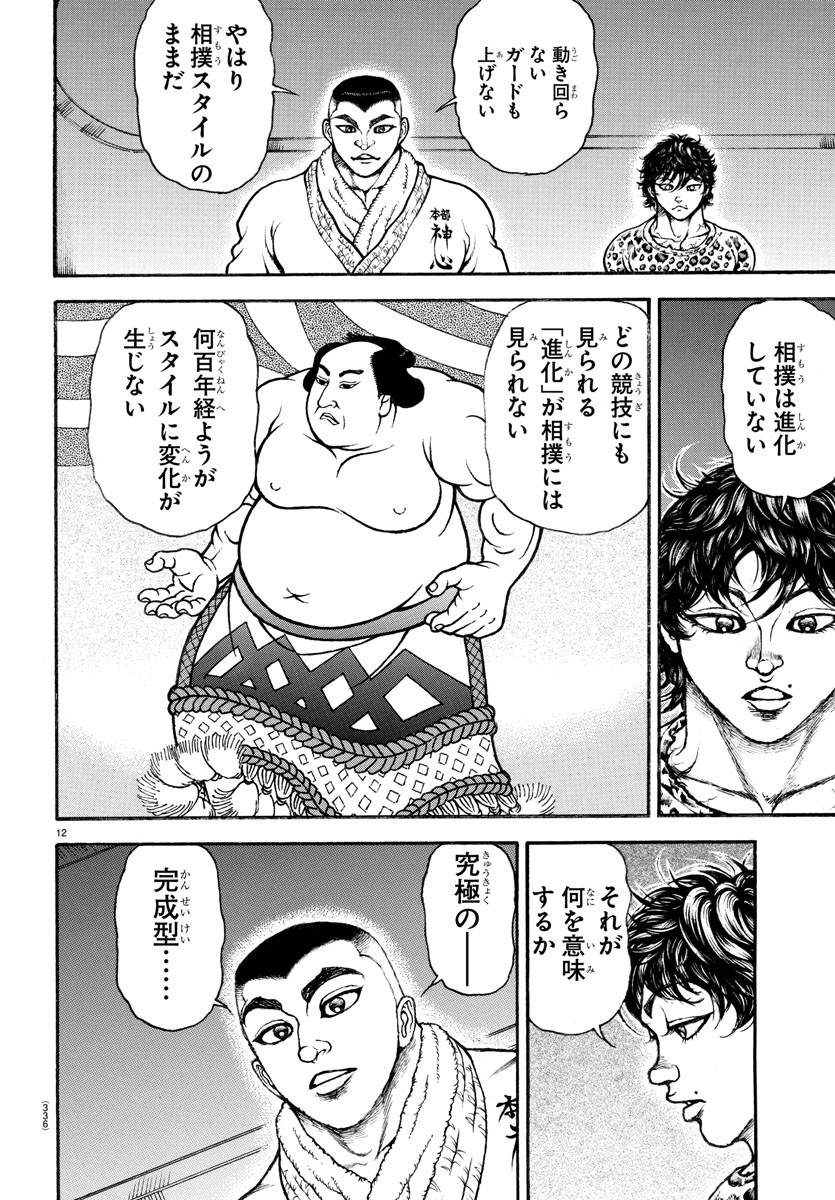 動き回ら
ない
ガードも
上げない
やはり
相撲スタイルの
ままだ
本部
神心
相撲は進化
していない
どの競技にも
見られる
「進化」が相撲には
見られない
何百年経ようが
スタイルに変化が
生じない
12
それが
何を意味
するか
究極の──
完成型……
本
(336)